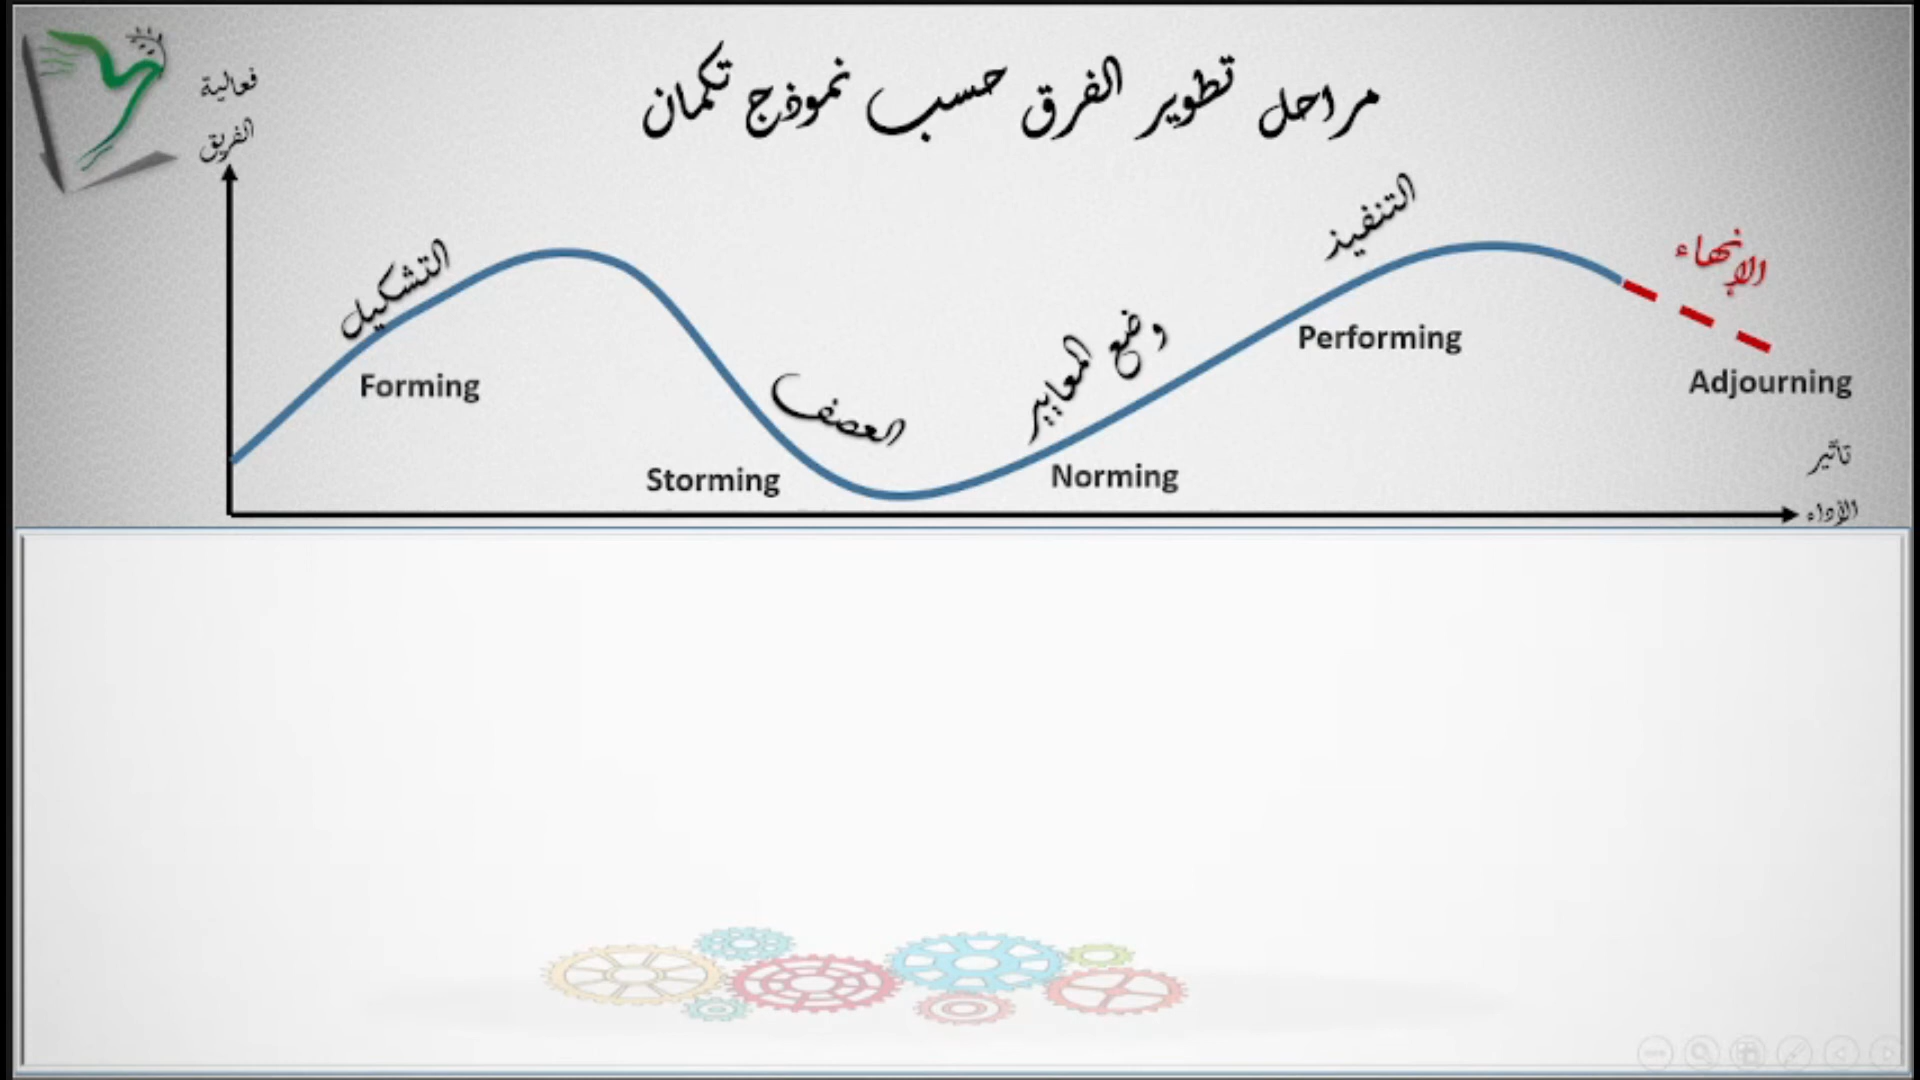 مراحل تطوير الفرق حسب نموذج تكمان
فعالية
الفريق
التشكيل
Forming
العصف
Storming
وضع المعايير
Norming
التنفيذ
Performing
الإنهاء
Adjourning
تأثير
الأداء